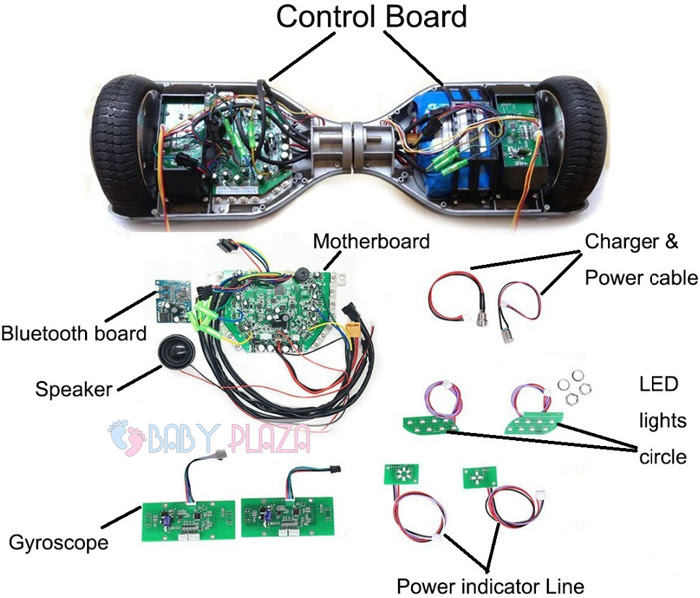 Control Board
Motherboard
Charger &
Power cable
Bluetooth board
Speaker
LED
lights
circle
BABY PLAZA
Gyroscope
Power indicator Line